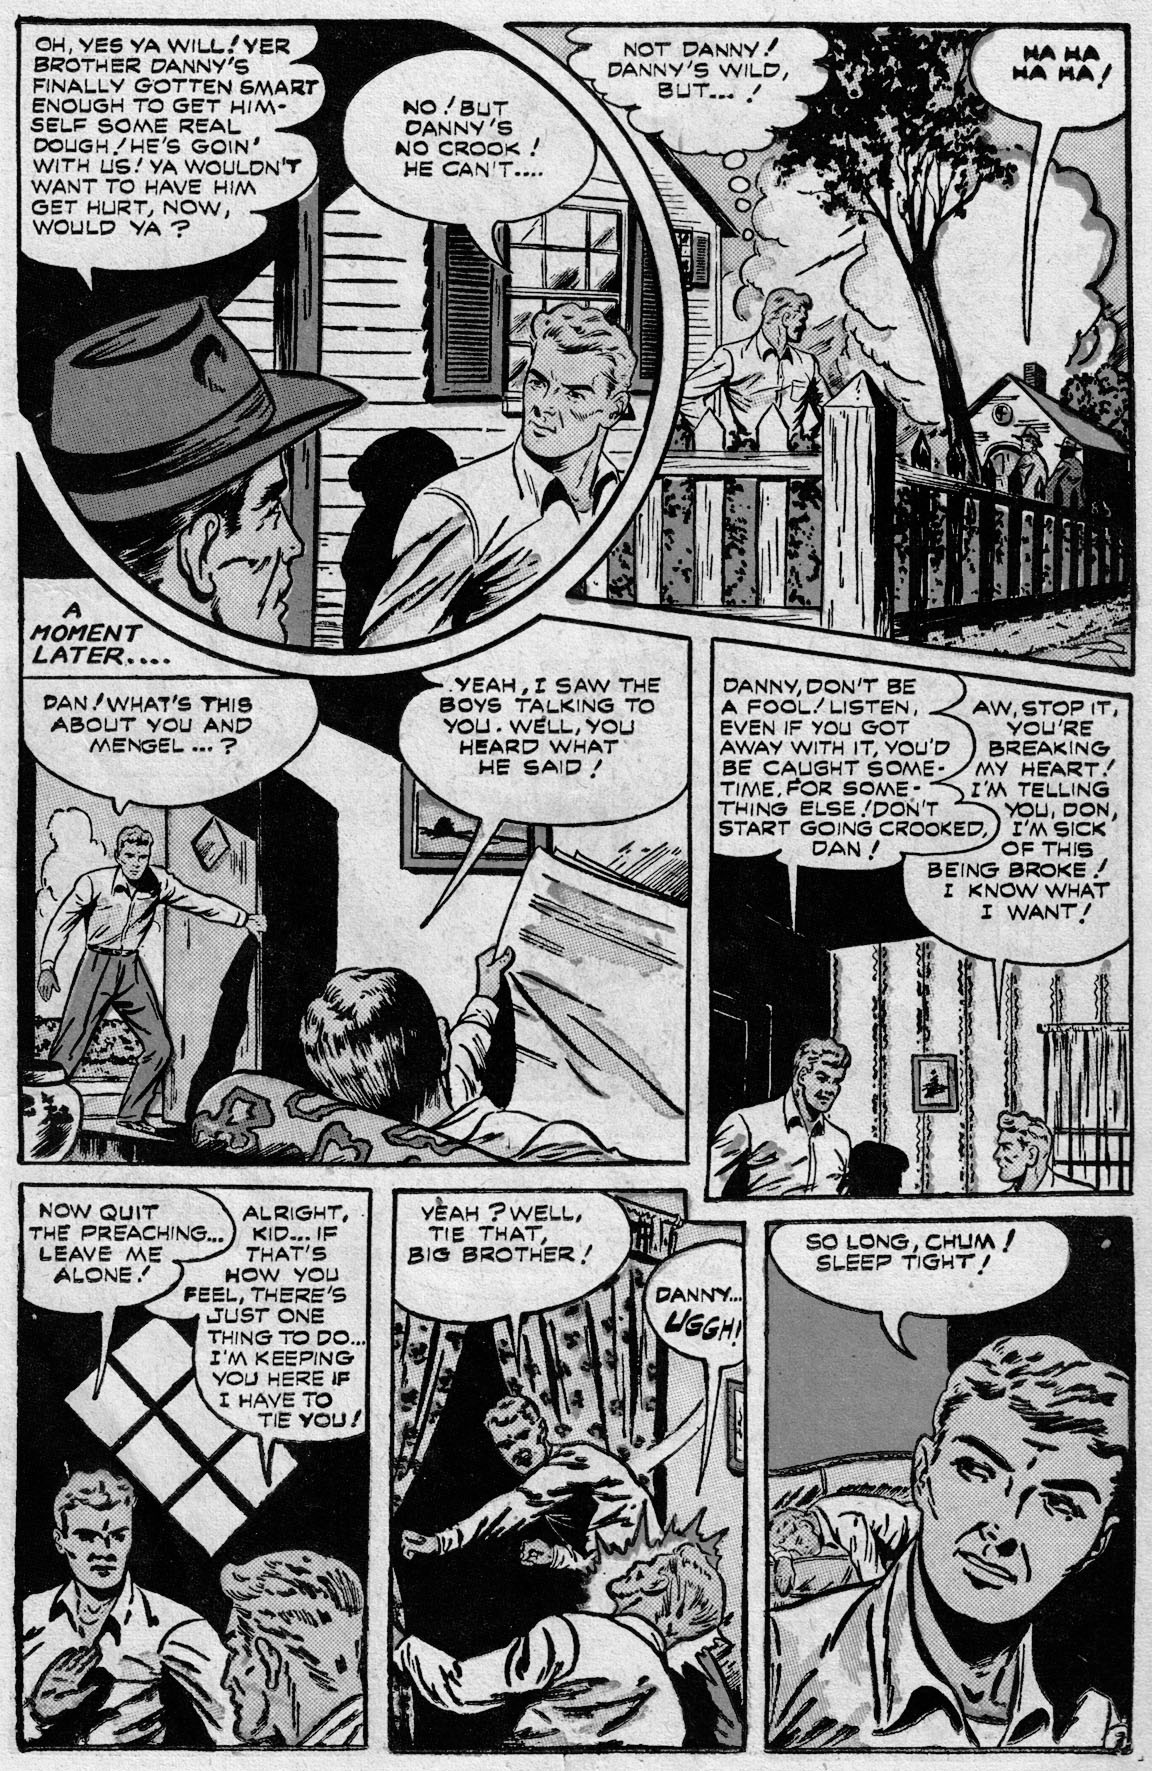 OH, YES YA WILL! YER
BROTHER DANNY'S
FINALLY GOTTEN SMART
ENOUGH TO GET HIM-
SELF SOME REAL
DOUGH! HE'S GOIN'
WITH US! YA WOULDN'T
WANT TO HAVE HIM
GET HURT, NOW,
WOULD YA?
NO! BUT
DANNY'S
NO CROOK!
HE CAN'T....
NOT DANNY!
DANNY'S WILD,
BUT...!
HA HA
HA HA!
A
MOMENT
LATER....
DAN! WHAT'S THIS
ABOUT YOU AND
MENGEL...?
YEAH, I SAW THE
BOYS TALKING TO
YOU. WELL, YOU
HEARD WHAT
HE SAID!
DANNY, DON'T BE
A FOOL! LISTEN,
EVEN IF YOU GOT
AWAY WITH IT, YOU'D
BE CAUGHT SOME-
TIME, FOR SOME-
THING ELSE! DON'T
START GOING CROOKED,
DAN!
AW, STOP IT,
YOU'RE
BREAKING
MY HEART!
I'M TELLING
YOU, DON,
I'M SICK
OF THIS
BEING BROKE!
I KNOW WHAT
I WANT!
NOW QUIT
THE PREACHING...
LEAVE ME
ALONE!
ALRIGHT,
KID... IF
THAT'S
HOW YOU
FEEL, THERE'S
JUST ONE
THING TO DO...
I'M KEEPING
YOU HERE IF
I HAVE TO
TIE YOU!
YEAH? WELL,
TIE THAT,
BIG BROTHER!
DANNY...
UGGH!
SO LONG, CHUM!
SLEEP TIGHT!